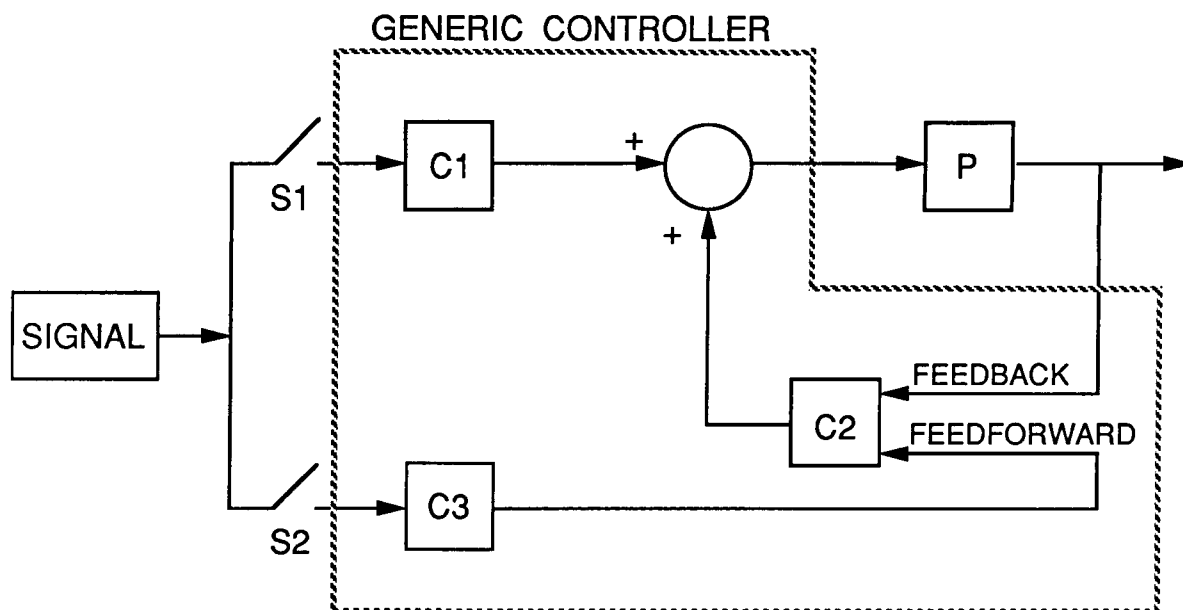 GENERIC CONTROLLER
+
C1
P
S1
+
SIGNAL
FEEDBACK
C2
FEEDFORWARD
C3
S2